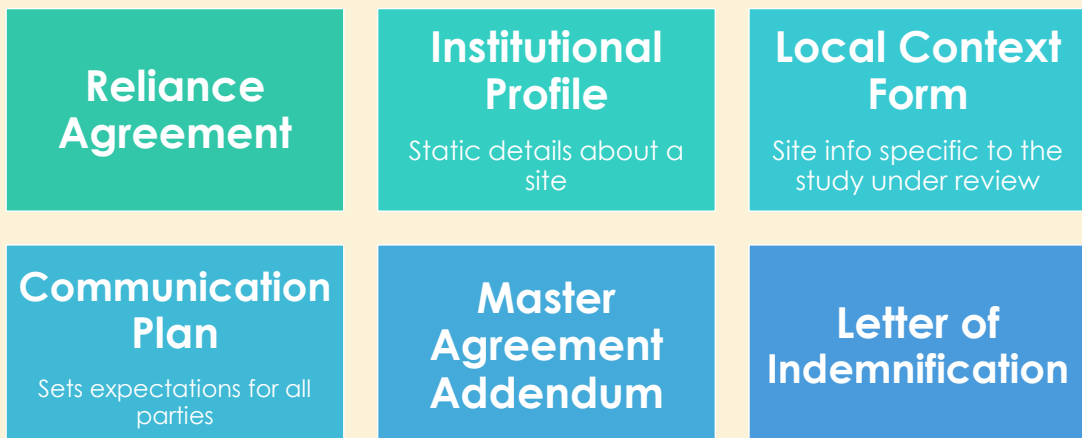 Reliance
Agreement
Institutional
Profile
Static details about a
site
Local Context
Form
Site info specific to the
study under review
Communication
Plan
Sets expectations for all
parties
Master
Agreement
Addendum
Letter of
Indemnification